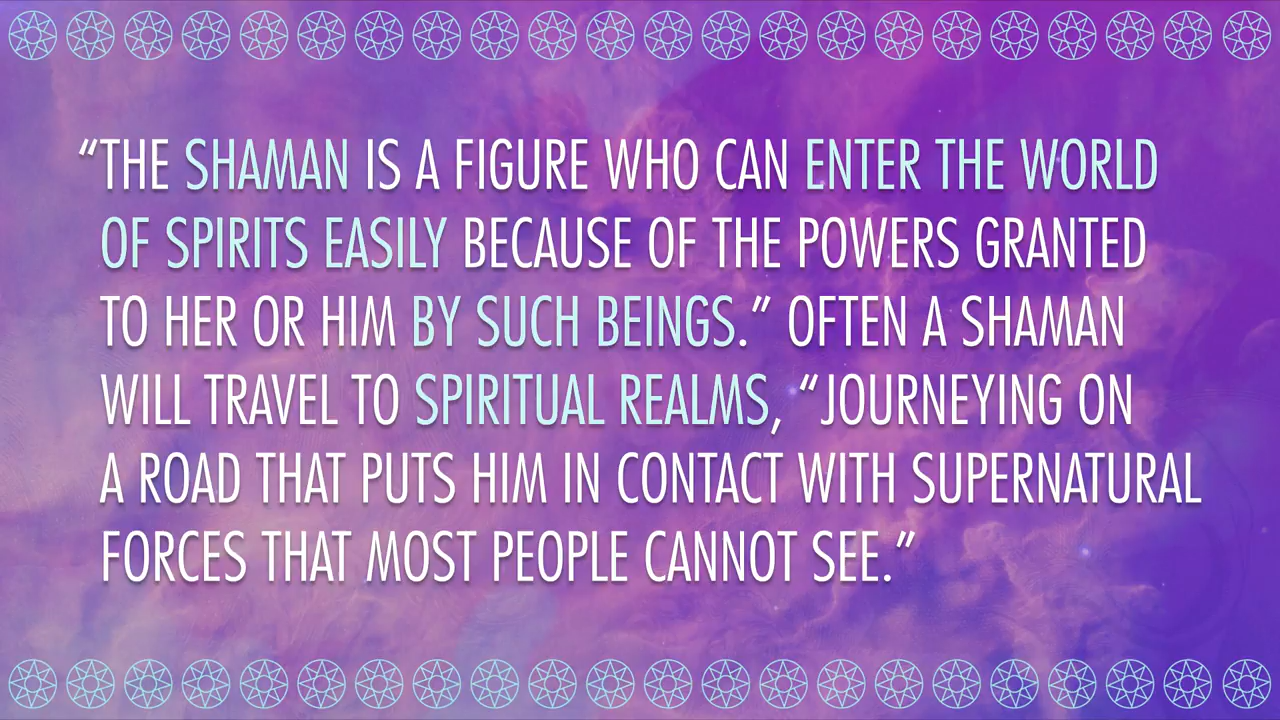 “THE SHAMAN IS A FIGURE WHO CAN ENTER THE WORLD
OF SPIRITS EASILY BECAUSE OF THE POWERS GRANTED
TO HER OR HIM BY SUCH BEINGS.” OFTEN A SHAMAN
WILL TRAVEL TO SPIRITUAL REALMS, “JOURNEYING ON
A ROAD THAT PUTS HIM IN CONTACT WITH SUPERNATURAL
FORCES THAT MOST PEOPLE CANNOT SEE.”